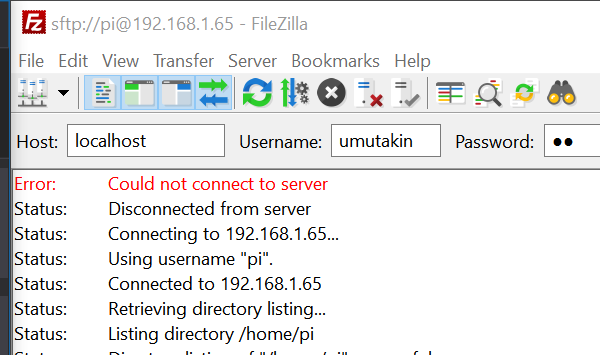 sftp://pi@192.168.1.65 - FileZilla
File Edit View Transfer Server Bookmarks Help
Host: localhost Username: umutakin Password: ●●
Error: Could not connect to server
Status: Disconnected from server
Status: Connecting to 192.168.1.65...
Status: Using username "pi".
Status: Connected to 192.168.1.65
Status: Retrieving directory listing...
Status: Listing directory /home/pi